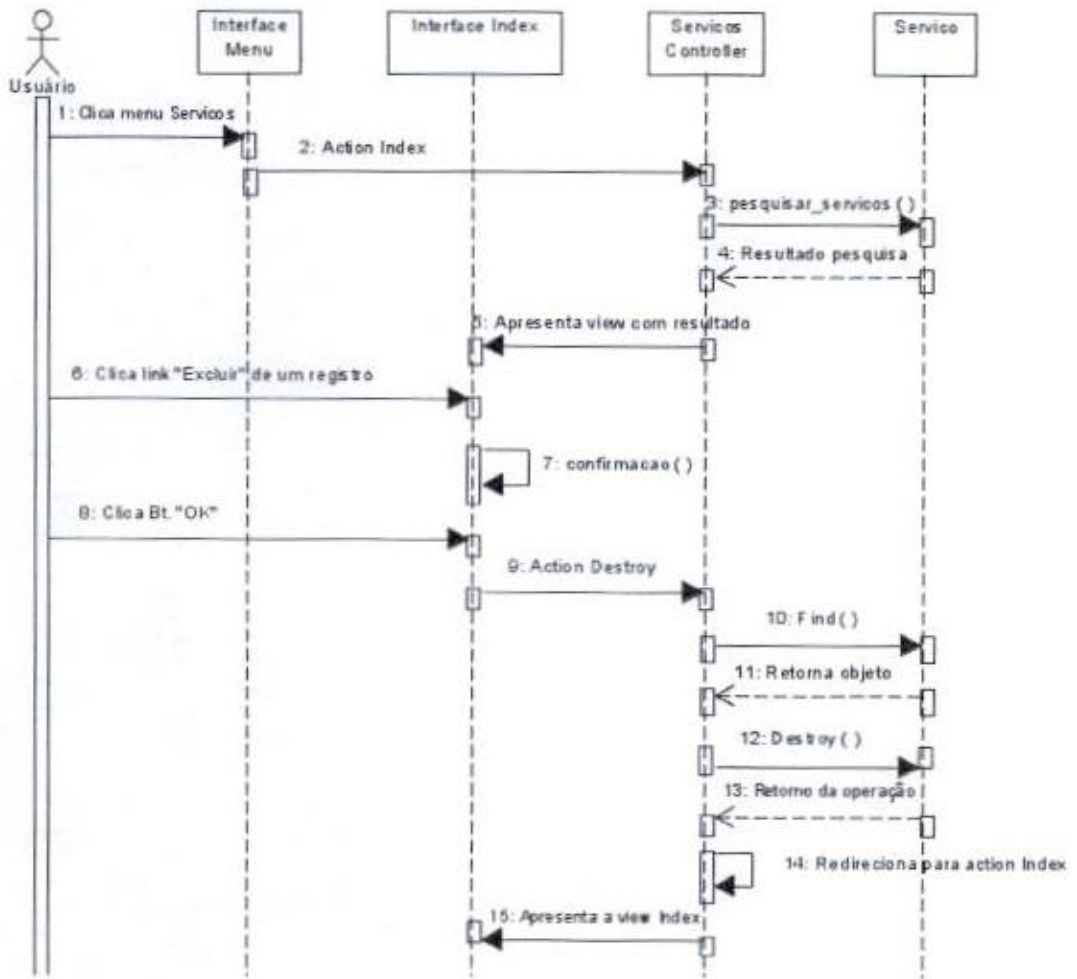 Interface
Menu
Interface Index
Servicos
Controller
Servico
Usuário
1: Clica menu Servicos
2: Action Index
3: pesquisar_servicos ( )
4: Resultado pesquisa
5: Apresenta view com resultado
6: Clica link "Excluir" de um registro
7: confirmacao ( )
8: Clica Bt. "OK"
9: Action Destroy
10: Find ( )
11: Retorna objeto
12: Destroy ( )
13: Retorno da operação
14: Redireciona para action Index
15: Apresenta a view Index